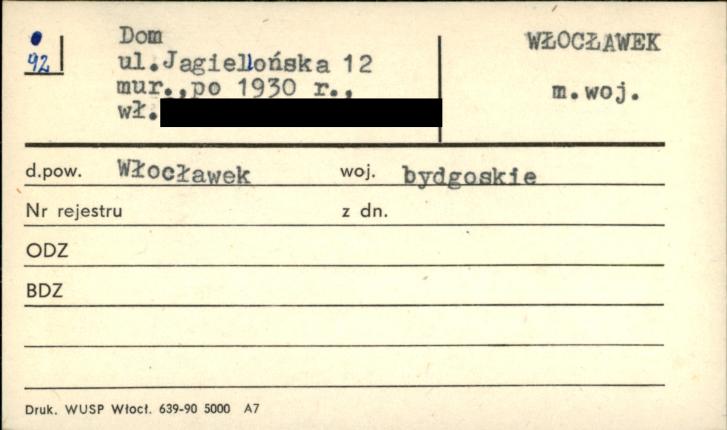 92
Dom
ul.Jagiellońska 12
mur.,po 1930 r.,
wł.
WŁOCŁAWEK
m.woj.
d.pow. Włocławek woj. bydgoskie
Nr rejestru z dn.
ODZ
BDZ
Druk. WUSP Włocł. 639-90 5000 A7